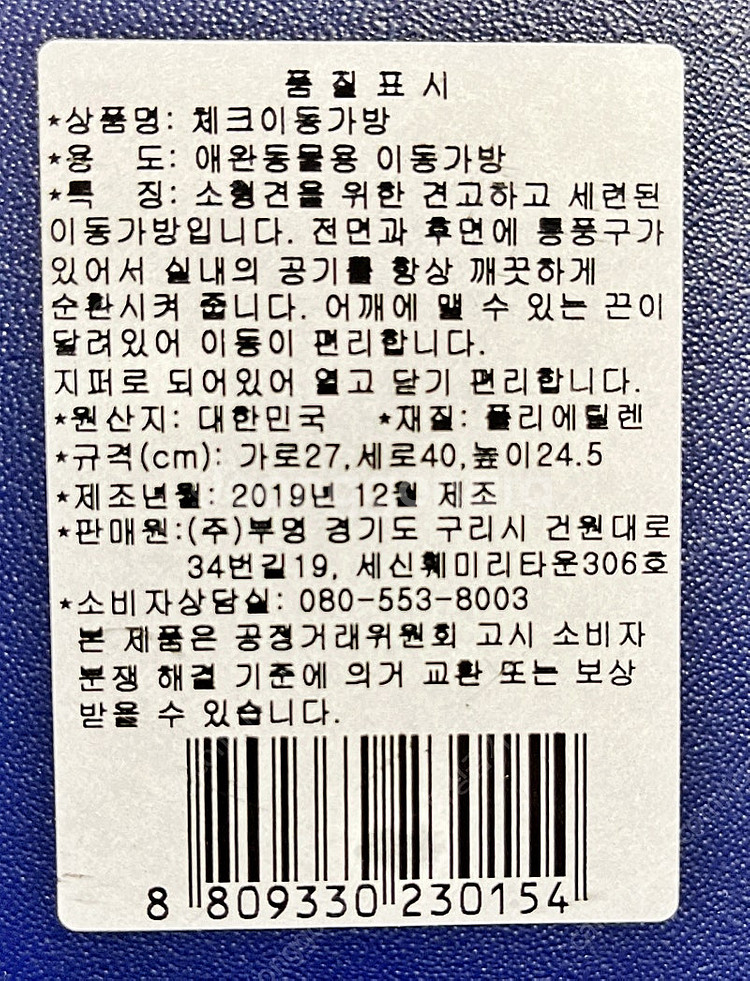 품 질 표 시
*상품명: 체크이동가방
*용 도: 애완동물용 이동가방
*특 징: 소형견을 위한 견고하고 세련된
이동가방입니다. 전면과 후면에 통풍구가
있어서 실내의 공기를 항상 깨끗하게
순환시켜 줍니다. 어깨에 맬 수 있는 끈이
달려있어 이동이 편리합니다.
지퍼로 되어있어 열고 닫기 편리합니다.
*원산지: 대한민국 *재질: 폴리에틸렌
*규격(cm): 가로27,세로40,높이24.5
*제조년월: 2019년 12월 제조
*판매원:(주)부명 경기도 구리시 건원대로
34번길19, 세신훼미리타운306호
*소비자상담실: 080-553-8003
본 제품은 공정거래위원회 고시 소비자
분쟁 해결 기준에 의거 교환 또는 보상
받을 수 있습니다.
8 809330 230154